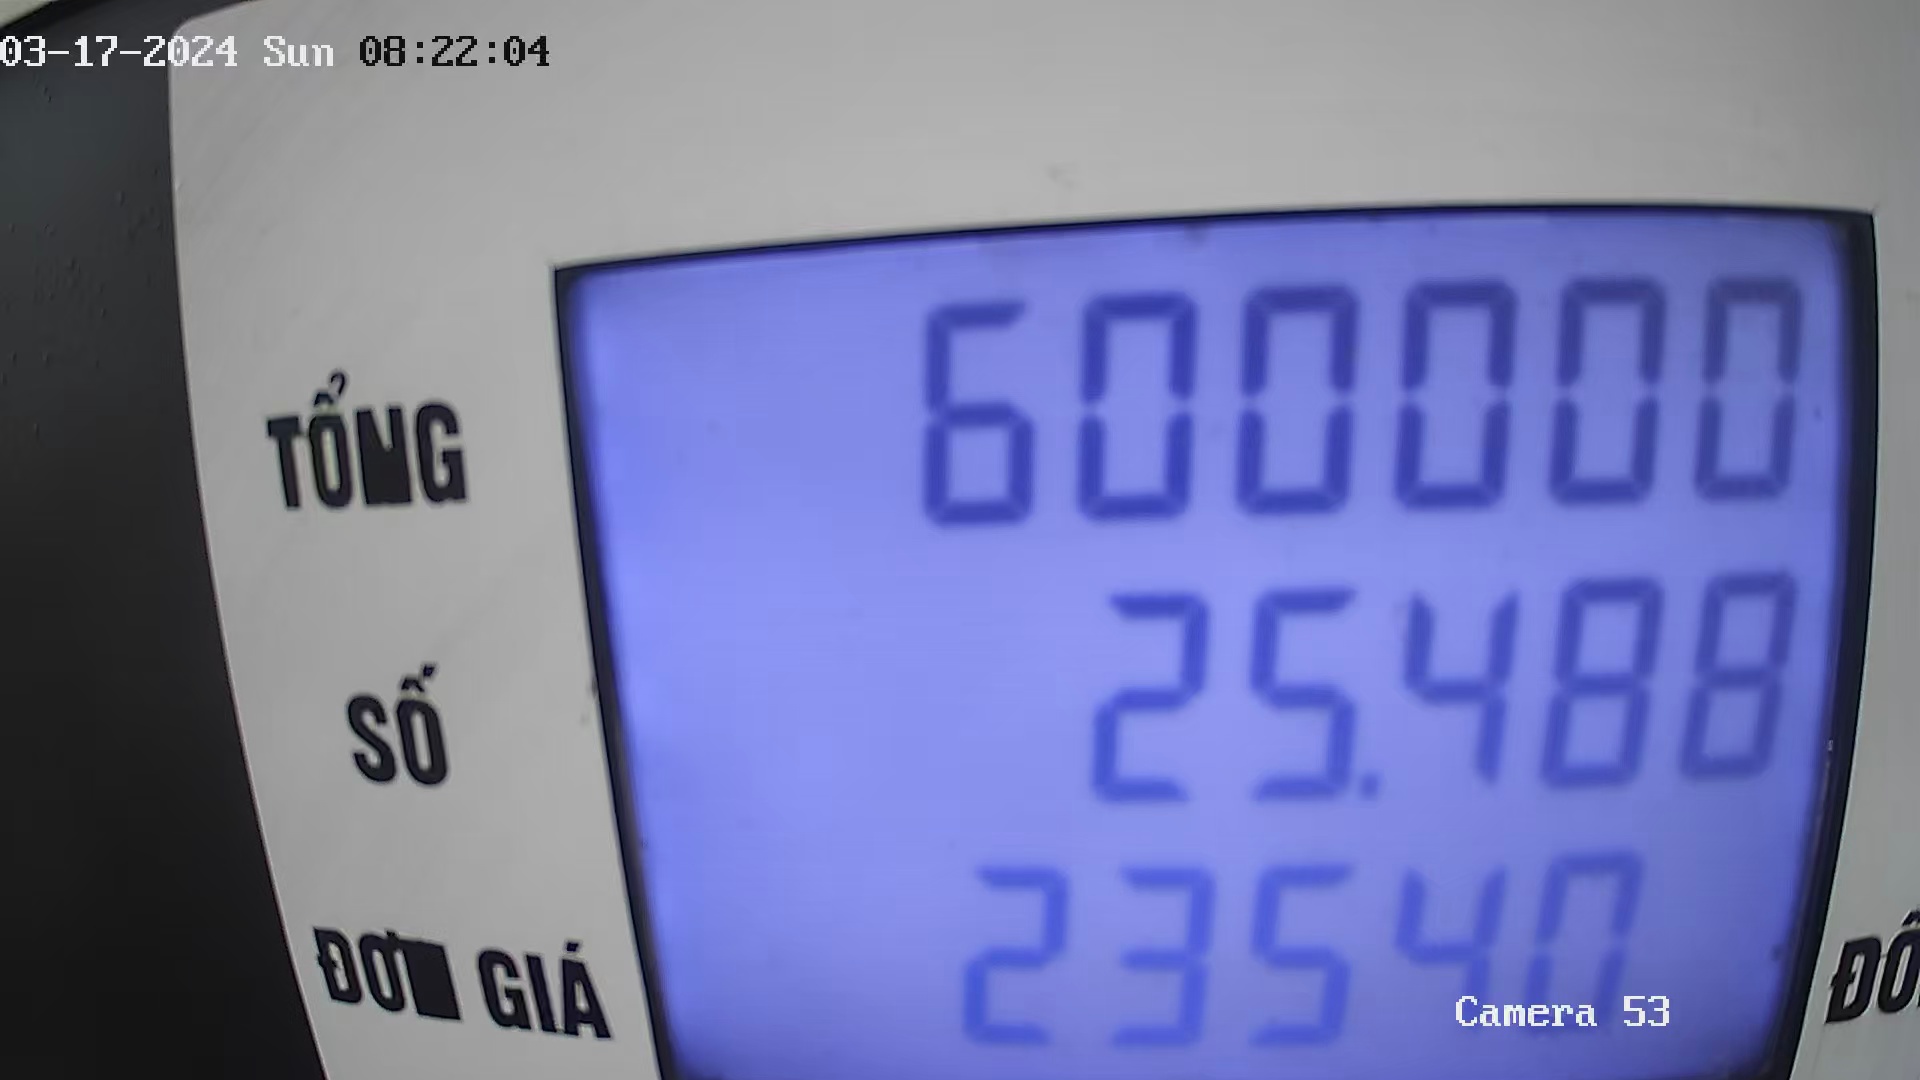 03-17-2024 Sun 08:22:04
TỔNG 600000
SỐ 25.488
ĐƠN GIÁ 23540
Camera 53